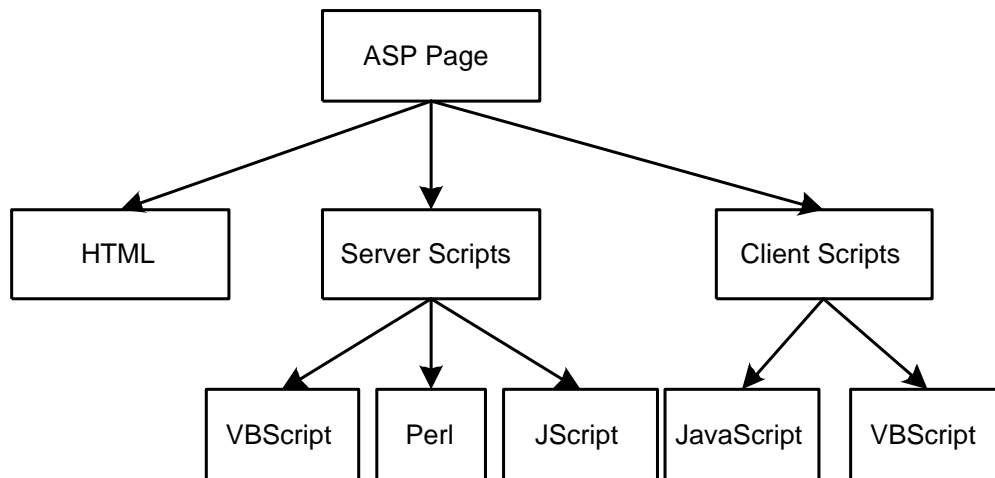 ASP Page
HTML
Server Scripts
Client Scripts
VBScript
Perl
JScript
JavaScript
VBScript